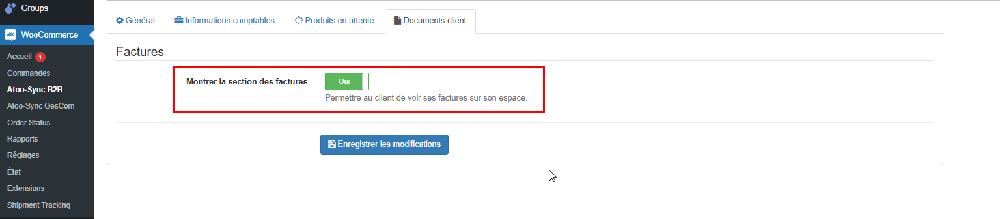 Groups
WooCommerce
Accueil 1
Commandes
Atoo-Sync B2B
Atoo-Sync GesCom
Order Status
Rapports
Réglages
État
Extensions
Shipment Tracking
Général Informations comptables Produits en attente Documents client
Factures
Montrer la section des factures Oui
Permettre au client de voir ses factures sur son espace.
Enregistrer les modifications